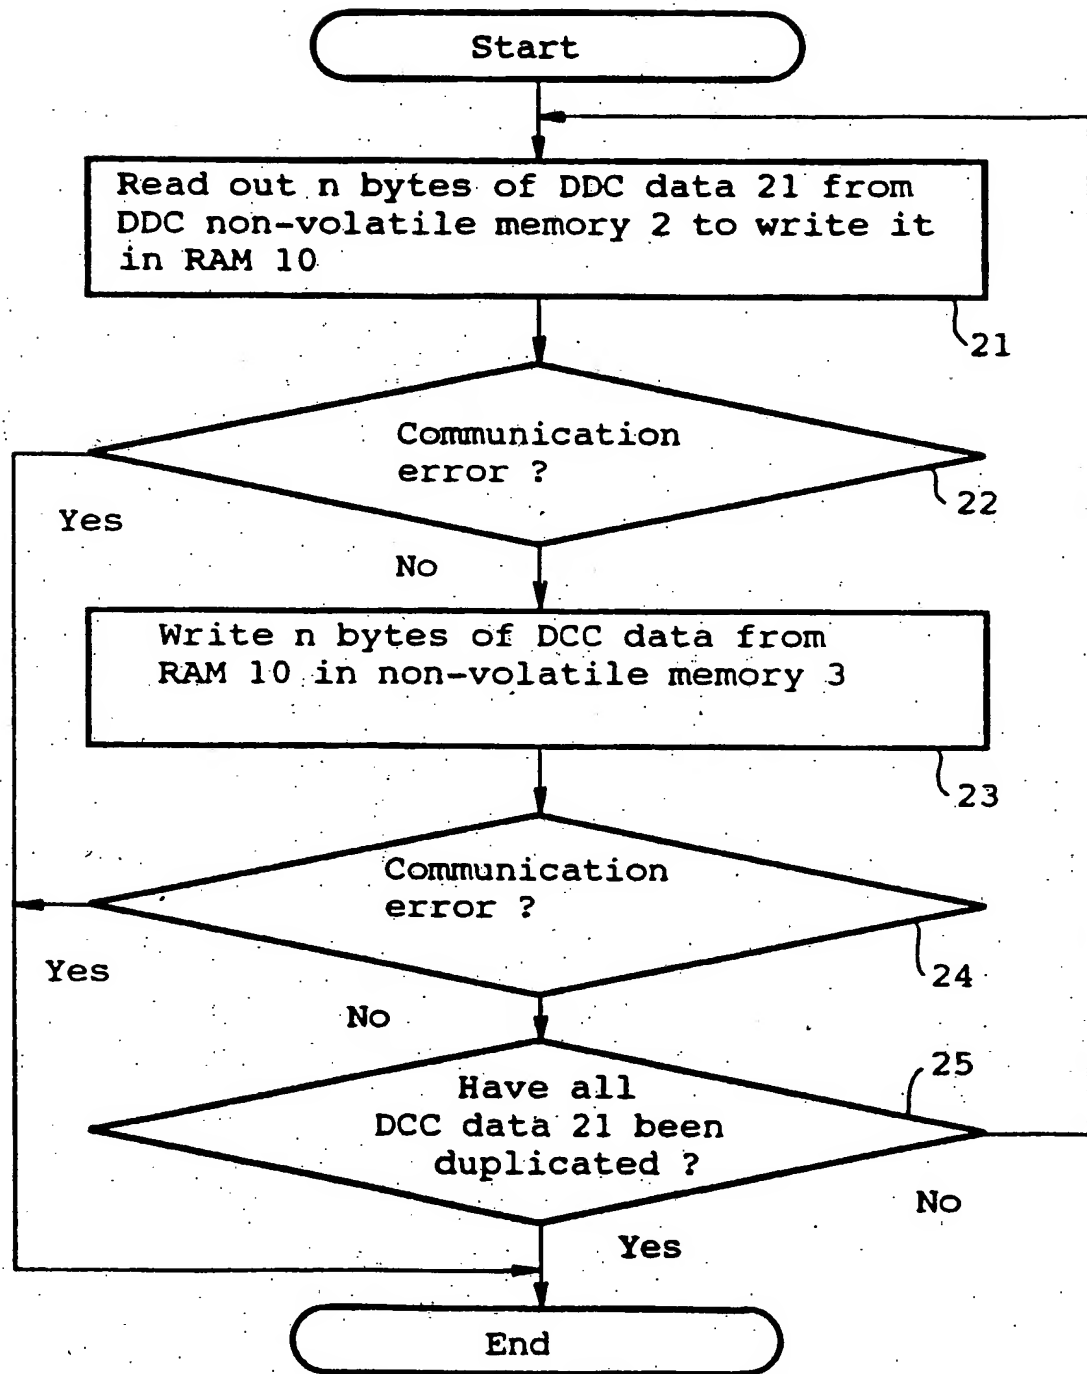 Start
Read out n bytes of DDC data 21 from
DDC non-volatile memory 2 to write it
in RAM 10
21
Communication
error ?
22
Yes
No
Write n bytes of DCC data from
RAM 10 in non-volatile memory 3
23
Communication
error ?
24
Yes
No
25
Have all
DCC data 21 been
duplicated ?
No
Yes
End